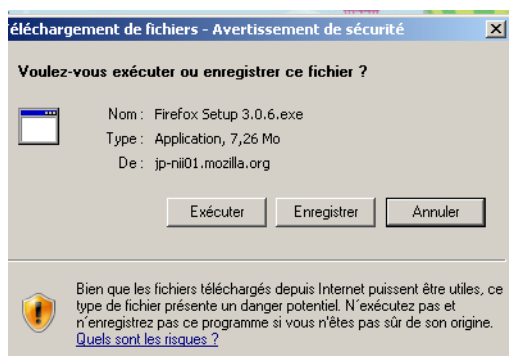 éléchargement de fichiers - Avertissement de sécurité
Voulez-vous exécuter ou enregistrer ce fichier ?
Nom : Firefox Setup 3.0.6.exe
Type : Application, 7,26 Mo
De : jp-nii01.mozilla.org
Exécuter Enregistrer Annuler
Bien que les fichiers téléchargés depuis Internet puissent être utiles, ce
type de fichier présente un danger potentiel. N´exécutez pas et
n´enregistrez pas ce programme si vous n'êtes pas sûr de son origine.
Quels sont les risques ?